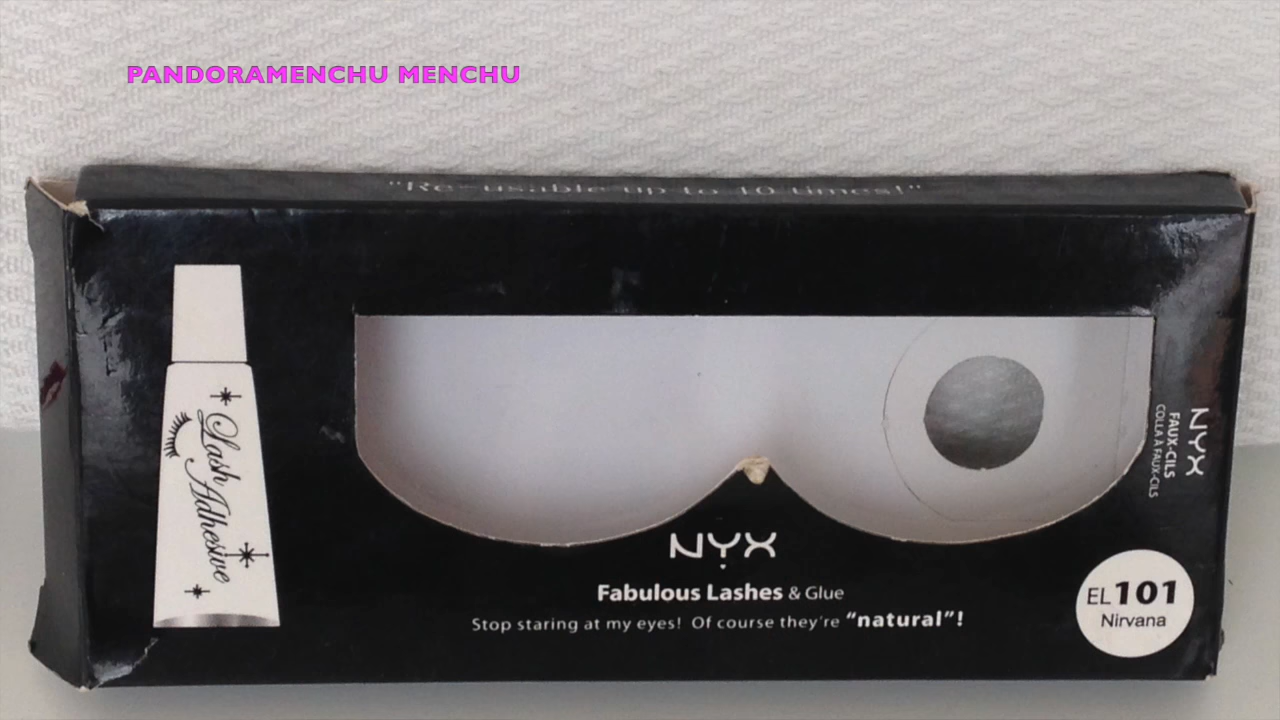 PANDORAMENCHU MENCHU
"Re-usable up to 10 times!"
Lash Adhesive
NYX
FAUX-CILS
COLLA À FAUX-CILS
NYX
Fabulous Lashes & Glue
Stop staring at my eyes! Of course they're "natural"!
EL101
Nirvana